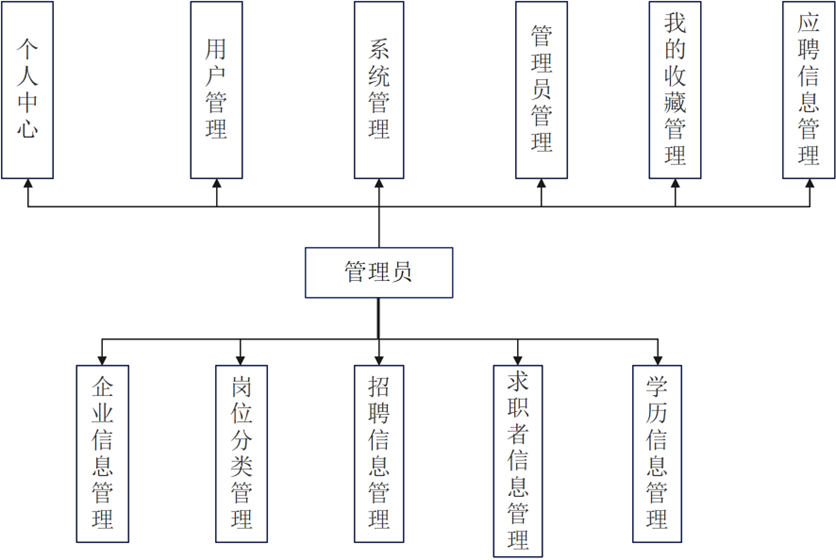 个人中心
用户管理
系统管理
管理员管理
我的收藏管理
应聘信息管理
管理员
企业信息管理
岗位分类管理
招聘信息管理
求职者信息管理
学历信息管理